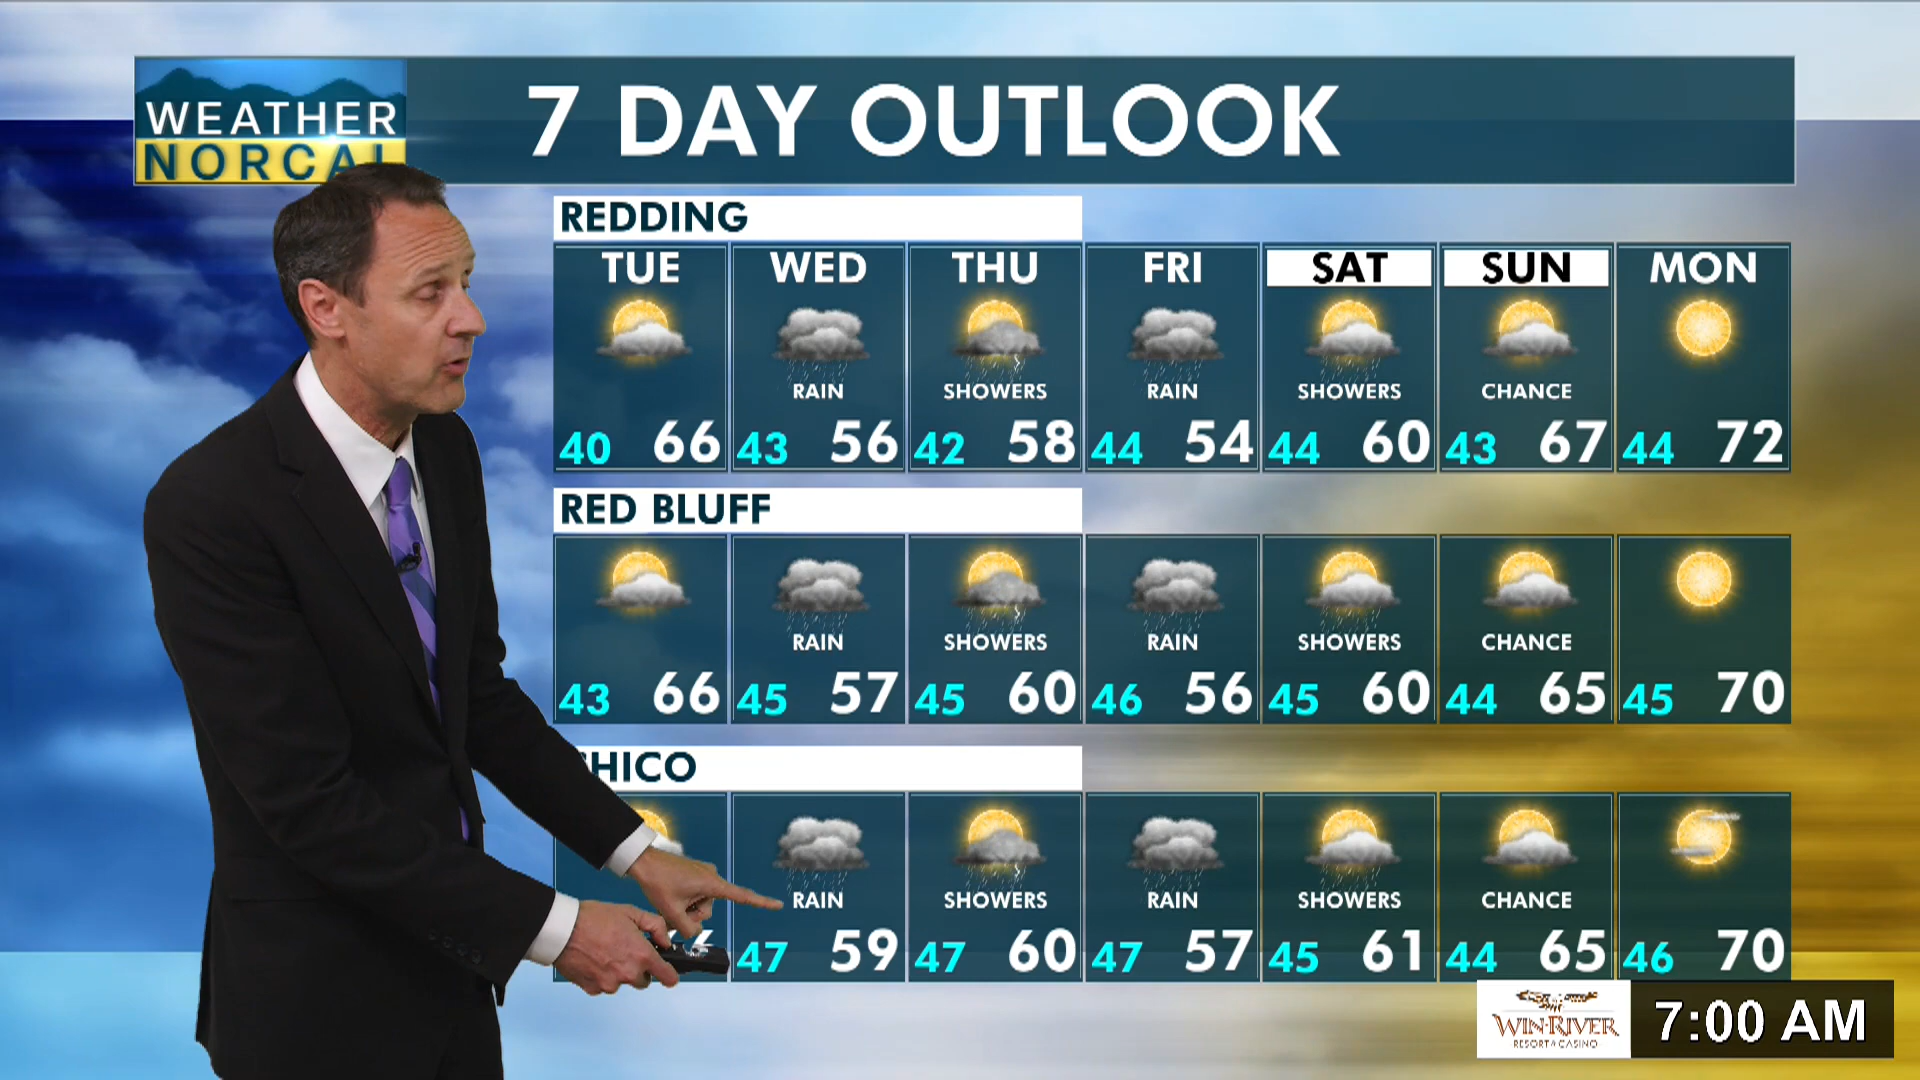 WEATHER
NORCAL
7 DAY OUTLOOK
REDDING
TUE WED THU FRI SAT SUN MON
RAIN SHOWERS RAIN SHOWERS CHANCE
40 66 43 56 42 58 44 54 44 60 43 67 44 72
RED BLUFF
RAIN SHOWERS RAIN SHOWERS CHANCE
43 66 45 57 45 60 46 56 45 60 44 65 45 70
CHICO
RAIN SHOWERS RAIN SHOWERS CHANCE
47 59 47 60 47 57 45 61 44 65 46 70
WIN-RIVER
RESORT & CASINO
7:00 AM